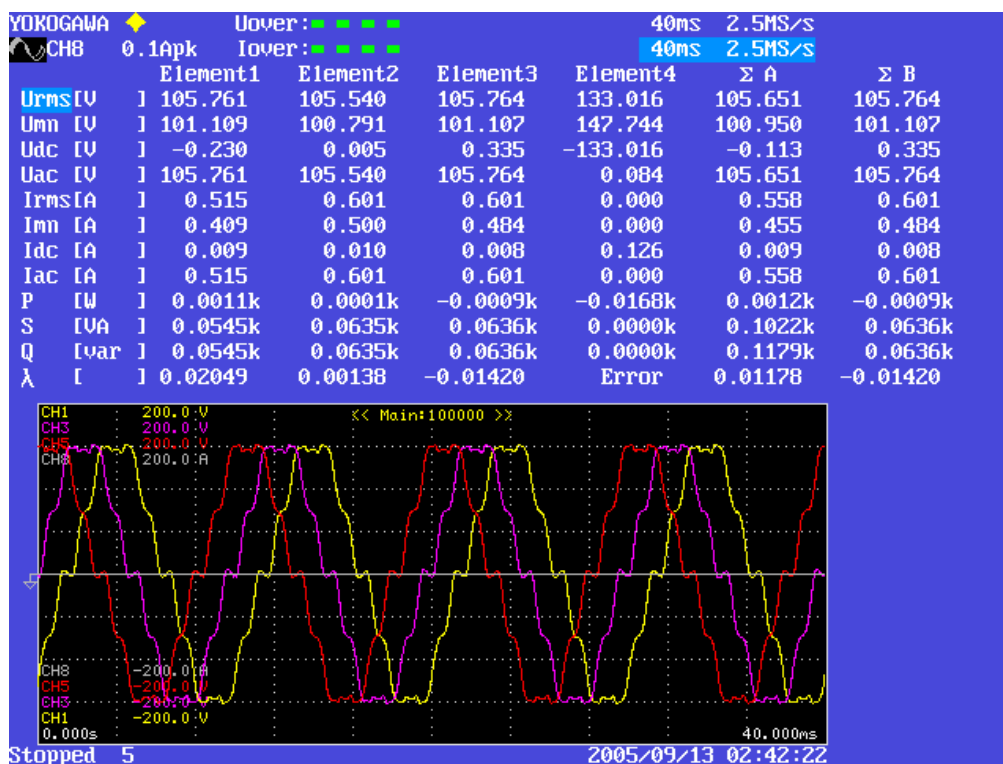 YOKOGAWA Uover: 40ms 2.5MS/s
CH8 0.1Apk Iover: 40ms 2.5MS/s
Element1 Element2 Element3 Element4 Σ A Σ B
Urms[V ] 105.761 105.540 105.764 133.016 105.651 105.764
Umn [V ] 101.109 100.791 101.107 147.744 100.950 101.107
Udc [V ] -0.230 0.005 0.335 -133.016 -0.113 0.335
Uac [V ] 105.761 105.540 105.764 0.084 105.651 105.764
Irms[A ] 0.515 0.601 0.601 0.000 0.558 0.601
Imn [A ] 0.409 0.500 0.484 0.000 0.455 0.484
Idc [A ] 0.009 0.010 0.008 0.126 0.009 0.008
Iac [A ] 0.515 0.601 0.601 0.000 0.558 0.601
P [W ] 0.0011k 0.0001k -0.0009k -0.0168k 0.0012k -0.0009k
S [VA ] 0.0545k 0.0635k 0.0636k 0.0000k 0.1022k 0.0636k
Q [var ] 0.0545k 0.0635k 0.0636k 0.0000k 0.1179k 0.0636k
λ [ ] 0.02049 0.00138 -0.01420 Error 0.01178 -0.01420
CH1 200.0 V << Main:100000 >>
CH3 200.0 V
CH5 200.0 V
CH8 200.0 A
CH8 -200.0 A
CH5 -200.0 V
CH3 -200.0 V
CH1 -200.0 V
0.000s 40.000ms
Stopped 5 2005/09/13 02:42:22